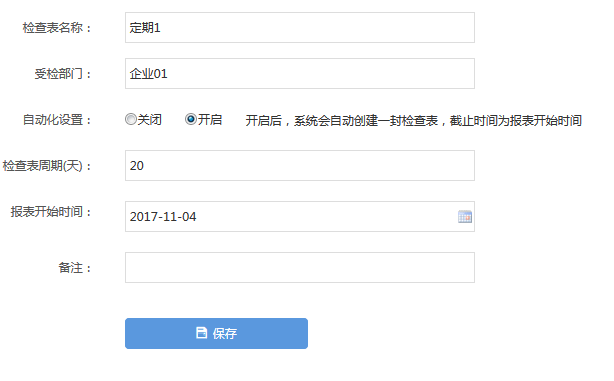 检查表名称： 定期1
受检部门： 企业01
自动化设置： 关闭 开启 开启后，系统会自动创建一封检查表，截止时间为报表开始时间
检查表周期(天)： 20
报表开始时间： 2017-11-04
备注：
保存